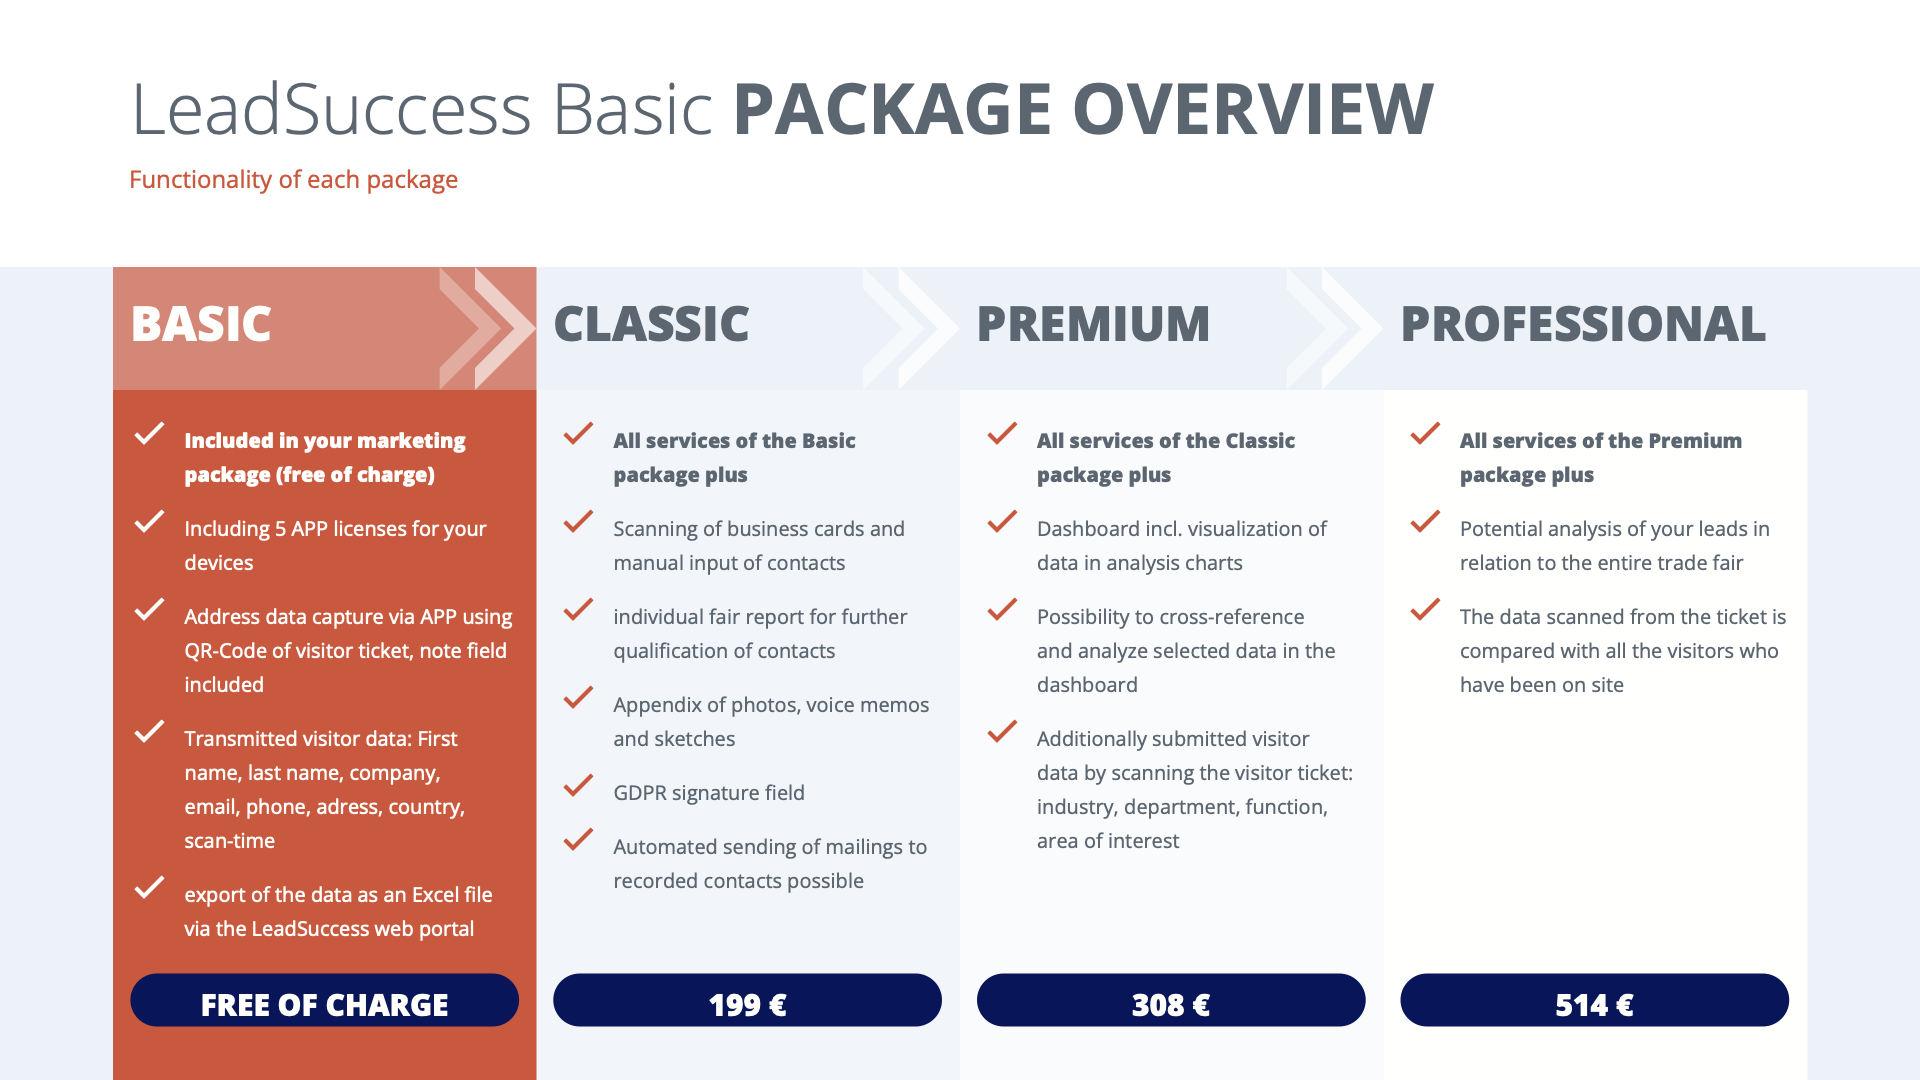 LeadSuccess Basic PACKAGE OVERVIEW
Functionality of each package
BASIC
Included in your marketing
package (free of charge)
Including 5 APP licenses for your
devices
Address data capture via APP using
QR-Code of visitor ticket, note field
included
Transmitted visitor data: First
name, last name, company,
email, phone, adress, country,
scan-time
export of the data as an Excel file
via the LeadSuccess web portal
FREE OF CHARGE
CLASSIC
All services of the Basic
package plus
Scanning of business cards and
manual input of contacts
individual fair report for further
qualification of contacts
Appendix of photos, voice memos
and sketches
GDPR signature field
Automated sending of mailings to
recorded contacts possible
199 €
PREMIUM
All services of the Classic
package plus
Dashboard incl. visualization of
data in analysis charts
Possibility to cross-reference
and analyze selected data in the
dashboard
Additionally submitted visitor
data by scanning the visitor ticket:
industry, department, function,
area of interest
308 €
PROFESSIONAL
All services of the Premium
package plus
Potential analysis of your leads in
relation to the entire trade fair
The data scanned from the ticket is
compared with all the visitors who
have been on site
514 €